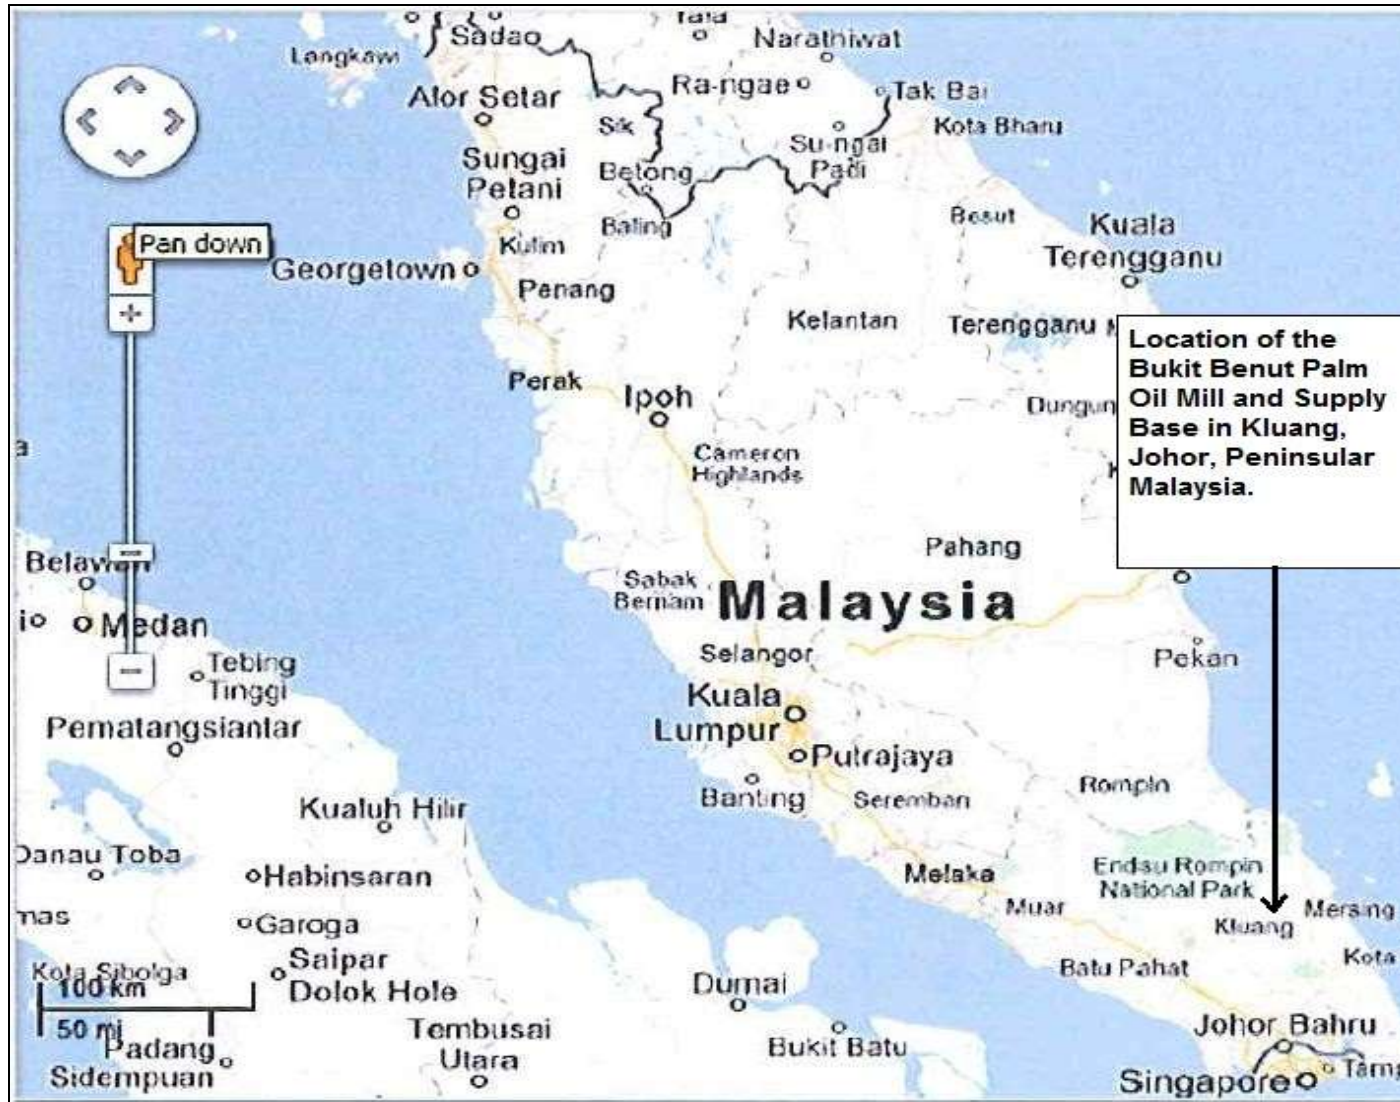 Tala
Sadao
Narathiwat
Langkawi
Ra-ngae
Tak Bai
Alor Setar
Sik
Kota Bharu
Su-ngai
Padi
Sungai
Petani
Betong
Baling
Besut
Kuala
Terengganu
Pan down
Kulim
Georgetown
Penang
Kelantan
Terengganu
Location of the
Bukit Benut Palm
Oil Mill and Supply
Base in Kluang,
Johor, Peninsular
Malaysia.
Perak
Ipoh
Dungun
Cameron
Highlands
Pahang
Belawan
Sabak
Bernam
Malaysia
Medan
Selangor
Pekan
Tebing
Tinggi
Kuala
Lumpur
Pematangsiantar
Putrajaya
Banting
Seremban
Rompin
Kualuh Hilir
Danau Toba
Habinsaran
Melaka
Endau Rompin
National Park
mas
Garoga
Muar
Kluang
Mersing
Kota Sibolga
Saipar
Dolok Hole
Batu Pahat
Kota
100 km
50 mi
Dumai
Padang
Sidempuan
Tembusai
Utara
Bukit Batu
Johor Bahru
Singapore